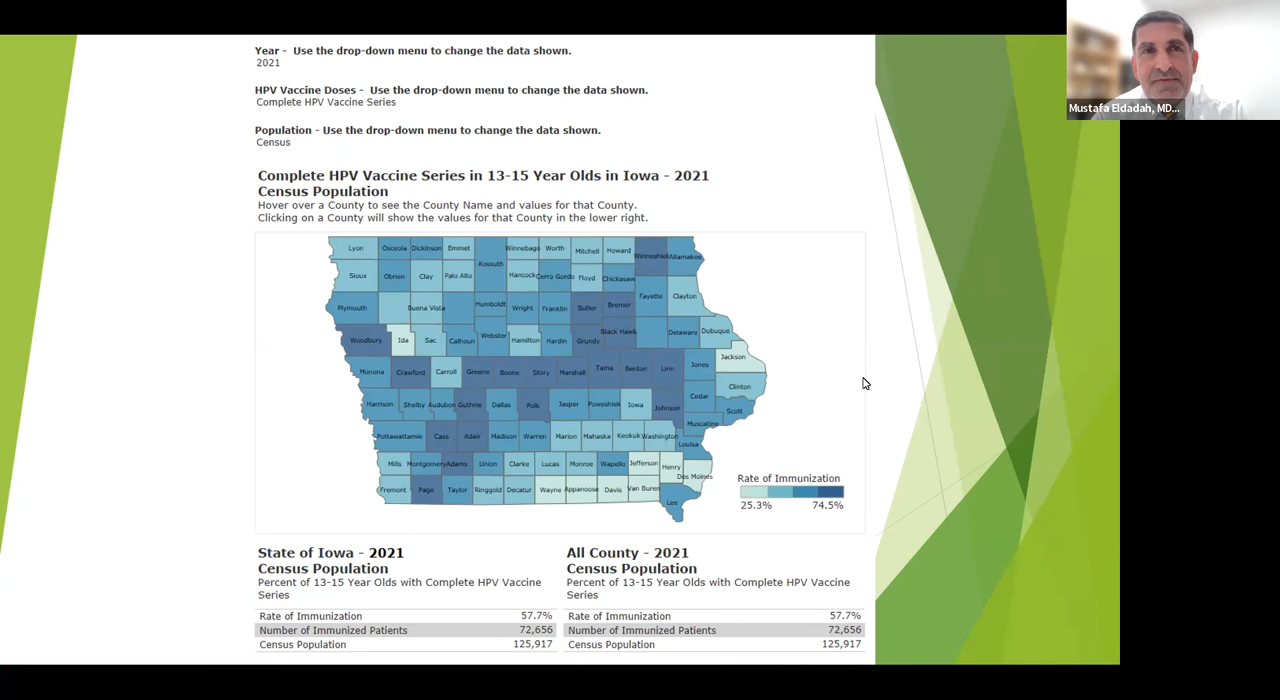 Year - Use the drop-down menu to change the data shown.
2021
HPV Vaccine Doses - Use the drop-down menu to change the data shown.
Complete HPV Vaccine Series
Population - Use the drop-down menu to change the data shown.
Census
Complete HPV Vaccine Series in 13-15 Year Olds in Iowa - 2021
Census Population
Hover over a County to see the County Name and values for that County.
Clicking on a County will show the values for that County in the lower right.
Lyon Osceola Dickinson Emmet Winnebago Worth Mitchell Howard Winneshiek Allamakee
Kossuth
Sioux Obrien Clay Palo Alto Hancock Cerro Gordo Floyd Chickasaw
Fayette Clayton
Plymouth Buena Vista Humboldt Wright Franklin Butler Bremer
Woodbury Ida Sac Calhoun Webster Hamilton Hardin Grundy Black Hawk Delaware Dubuque
Jackson
Monona Crawford Carroll Greene Boone Story Marshall Tama Benton Linn Jones
Clinton
Harrison Shelby Audubon Guthrie Dallas Polk Jasper Poweshiek Iowa Johnson Cedar Scott
Muscatine
Pottawattamie Cass Adair Madison Warren Marion Mahaska Keokuk Washington Louisa
Mills Montgomery Adams Union Clarke Lucas Monroe Wapello Jefferson Henry Des Moines
Fremont Page Taylor Ringgold Decatur Wayne Appanoose Davis Van Buren Lee
Rate of Immunization
25.3% 74.5%
State of Iowa - 2021
Census Population
Percent of 13-15 Year Olds with Complete HPV Vaccine
Series
Rate of Immunization 57.7%
Number of Immunized Patients 72,656
Census Population 125,917
All County - 2021
Census Population
Percent of 13-15 Year Olds with Complete HPV Vaccine
Series
Rate of Immunization 57.7%
Number of Immunized Patients 72,656
Census Population 125,917
Mustafa Eldadah, MD...